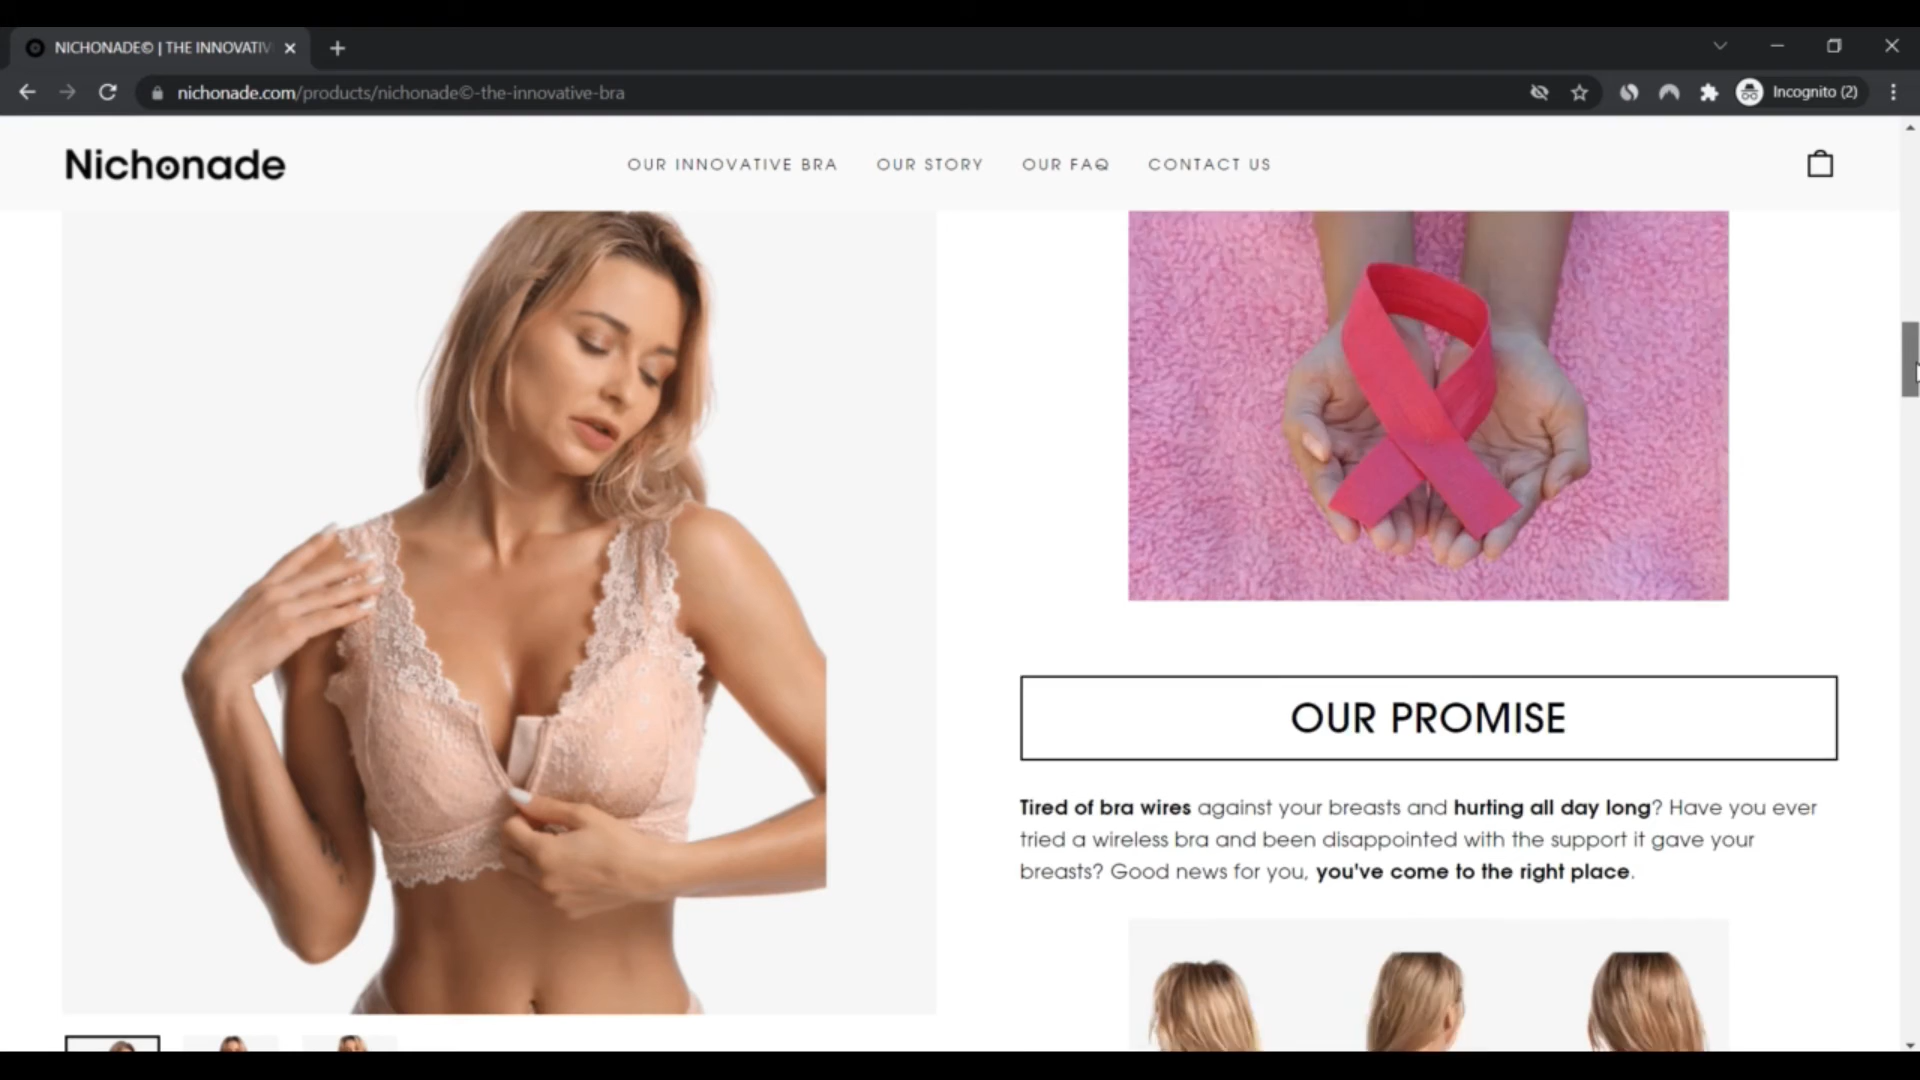 NICHONADE© | THE INNOVATIV
nichonade.com/products/nichonade©-the-innovative-bra
Incognito (2)
Nichonade
OUR INNOVATIVE BRA
OUR STORY
OUR FAQ
CONTACT US
OUR PROMISE
Tired of bra wires against your breasts and hurting all day long? Have you ever
tried a wireless bra and been disappointed with the support it gave your
breasts? Good news for you, you've come to the right place.